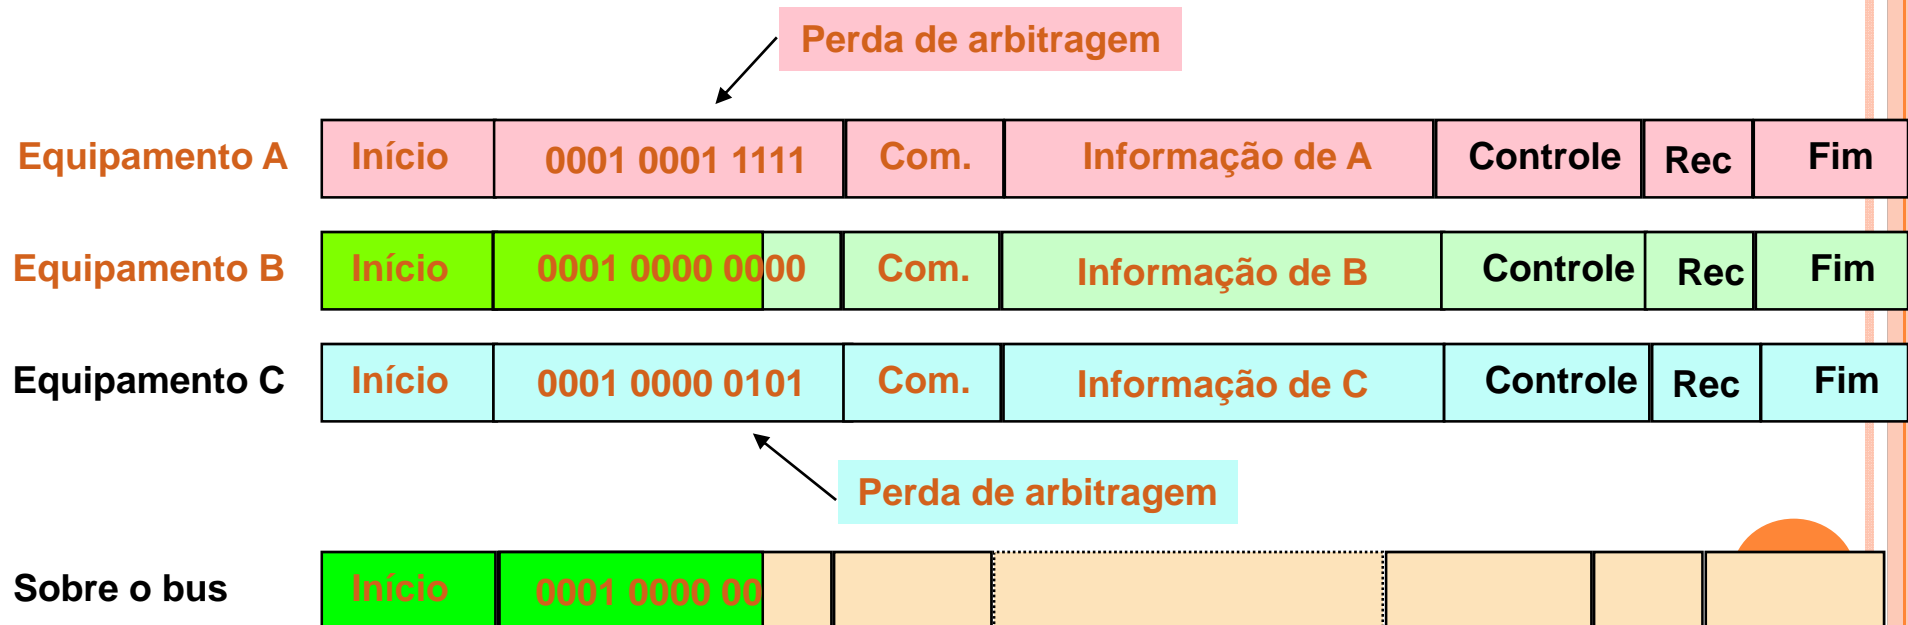 Perda de arbitragem
Equipamento A Início 0001 0001 1111 Com. Informação de A Controle Rec Fim
Equipamento B Início 0001 0000 0000 Com. Informação de B Controle Rec Fim
Equipamento C Início 0001 0000 0101 Com. Informação de C Controle Rec Fim
Perda de arbitragem
Sobre o bus Início 0001 0000 00